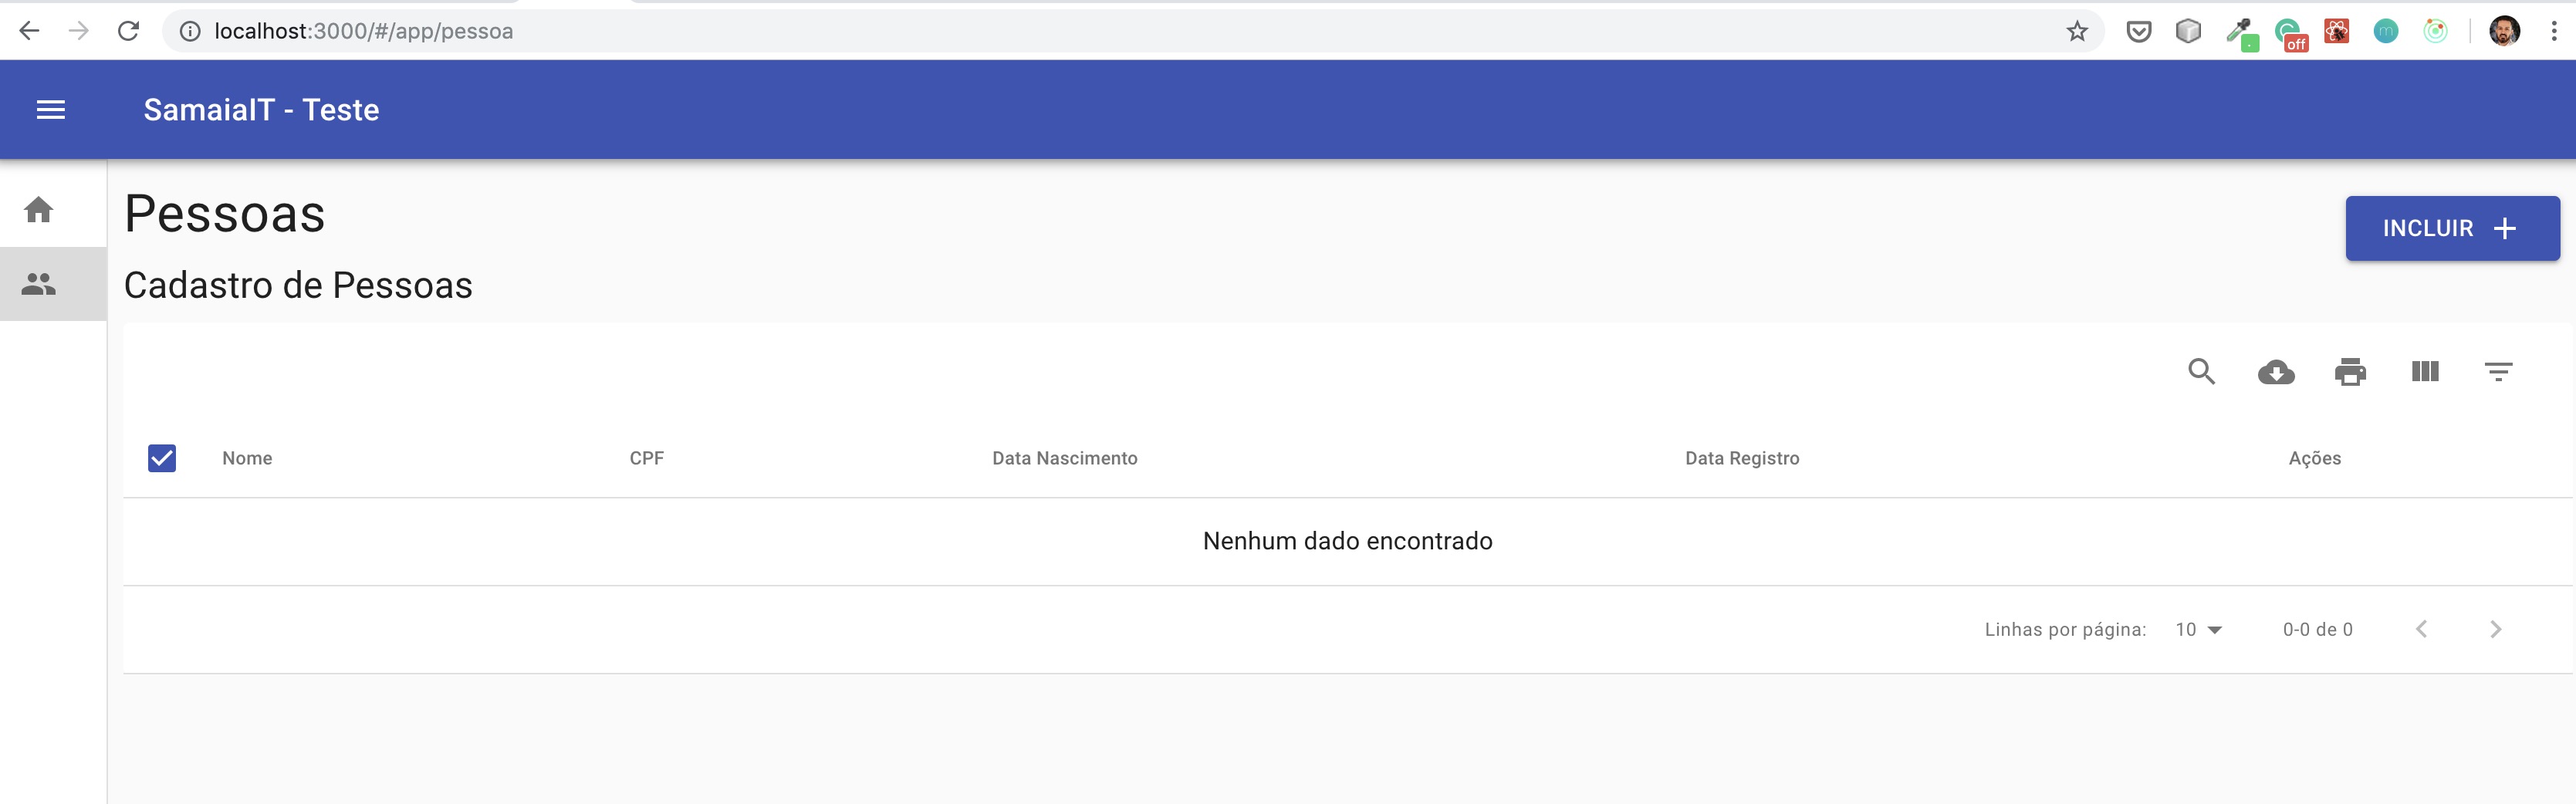 localhost:3000/#/app/pessoa
off
m
SamaiaIT - Teste
Pessoas
INCLUIR
Cadastro de Pessoas
Nome CPF Data Nascimento Data Registro Ações
Nenhum dado encontrado
Linhas por página: 10 0-0 de 0